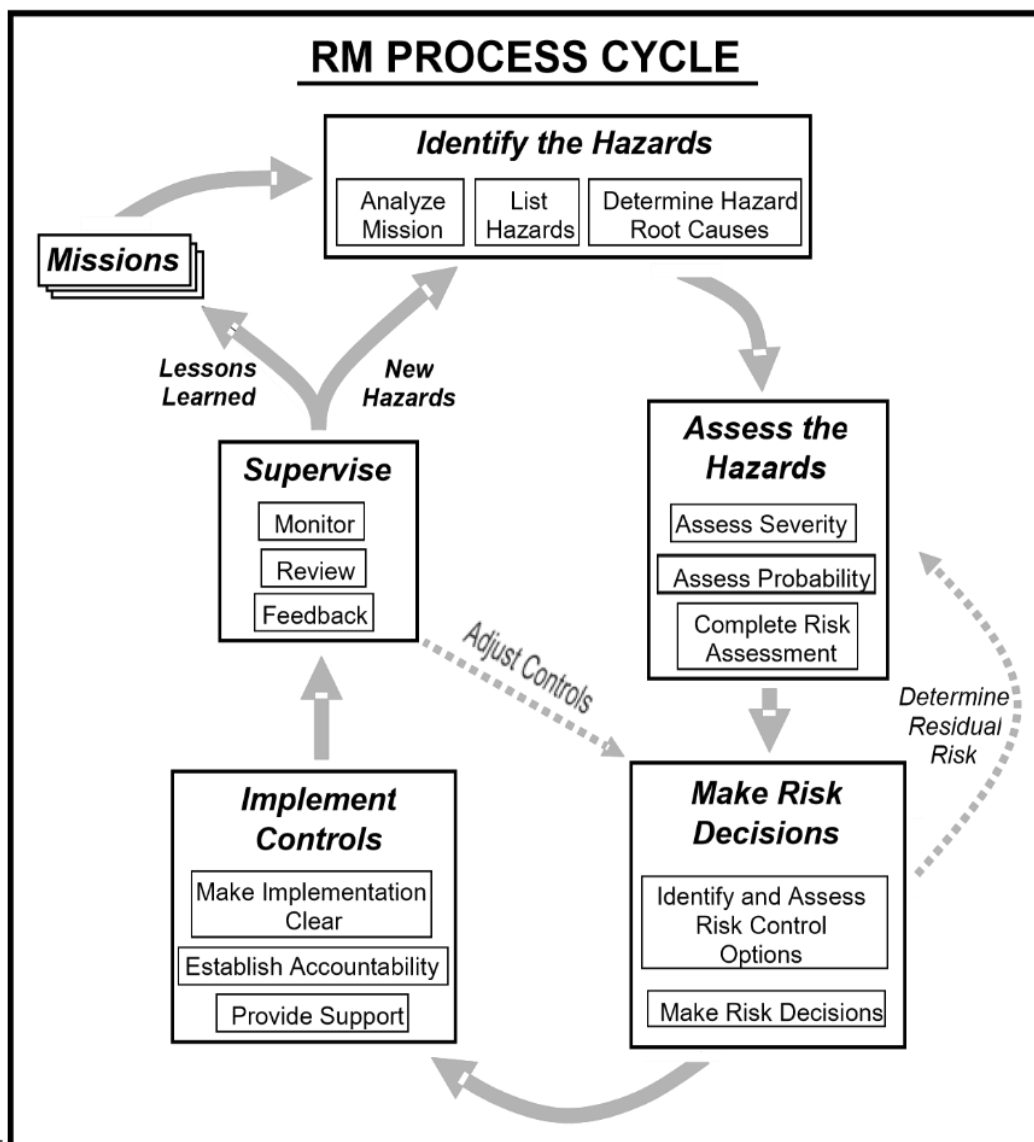 RM PROCESS CYCLE
Identify the Hazards
Analyze
Mission
List
Hazards
Determine Hazard
Root Causes
Missions
Lessons
Learned
New
Hazards
Assess the
Hazards
Assess Severity
Assess Probability
Complete Risk
Assessment
Supervise
Monitor
Review
Feedback
Adjust Controls
Determine
Residual
Risk
Make Risk
Decisions
Identify and Assess
Risk Control
Options
Make Risk Decisions
Implement
Controls
Make Implementation
Clear
Establish Accountability
Provide Support